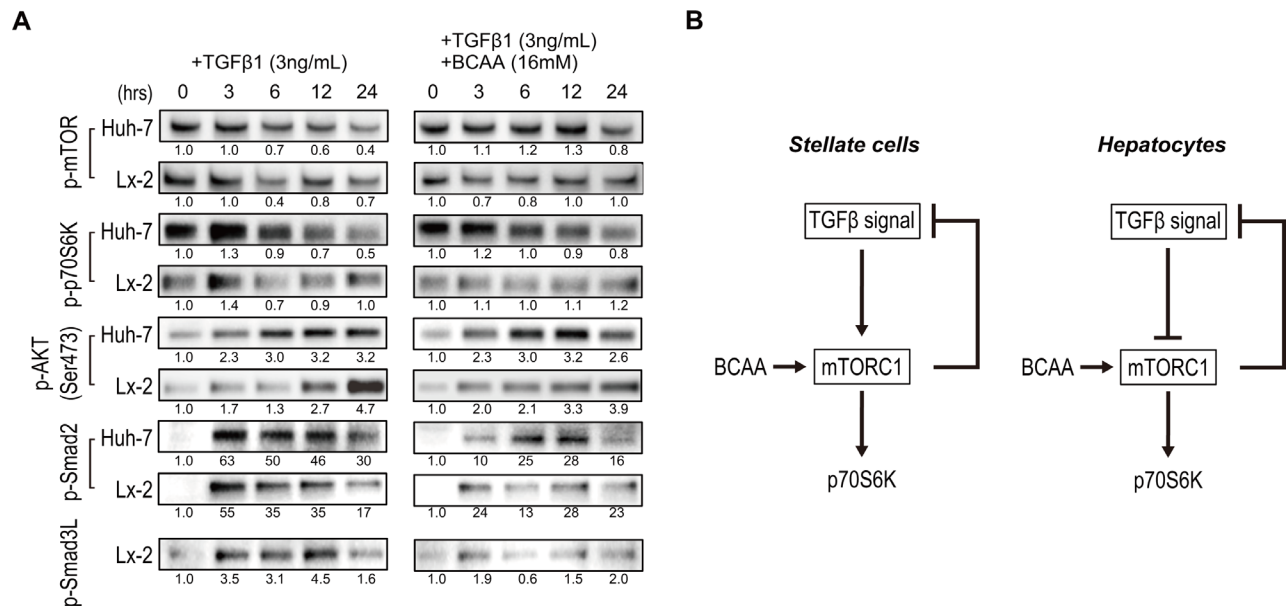 A
+TGFβ1 (3ng/mL)
+TGFβ1 (3ng/mL)
+BCAA (16mM)
(hrs) 0 3 6 12 24 0 3 6 12 24
p-mTOR
Huh-7
1.0 1.0 0.7 0.6 0.4 1.0 1.1 1.2 1.3 0.8
Lx-2
1.0 1.0 0.4 0.8 0.7 1.0 0.7 0.8 1.0 1.0
p-p70S6K
Huh-7
1.0 1.3 0.9 0.7 0.5 1.0 1.2 1.0 0.9 0.8
Lx-2
1.0 1.4 0.7 0.9 1.0 1.0 1.1 1.0 1.1 1.2
p-AKT
(Ser473)
Huh-7
1.0 2.3 3.0 3.2 3.2 1.0 2.3 3.0 3.2 2.6
Lx-2
1.0 1.7 1.3 2.7 4.7 1.0 2.0 2.1 3.3 3.9
p-Smad2
Huh-7
1.0 63 50 46 30 1.0 10 25 28 16
Lx-2
1.0 55 35 35 17 1.0 24 13 28 23
p-Smad3L
Lx-2
1.0 3.5 3.1 4.5 1.6 1.0 1.9 0.6 1.5 2.0
B
Stellate cells
TGFβ signal
BCAA mTORC1
p70S6K
Hepatocytes
TGFβ signal
BCAA mTORC1
p70S6K